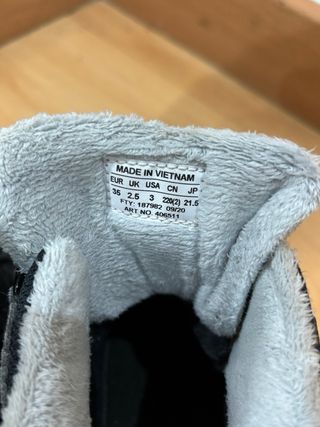 MADE IN VIETNAM
EUR UK USA CN JP
35 2.5 3 220(2) 21.5
FTY: 187982 09/20
ART NO. 406511